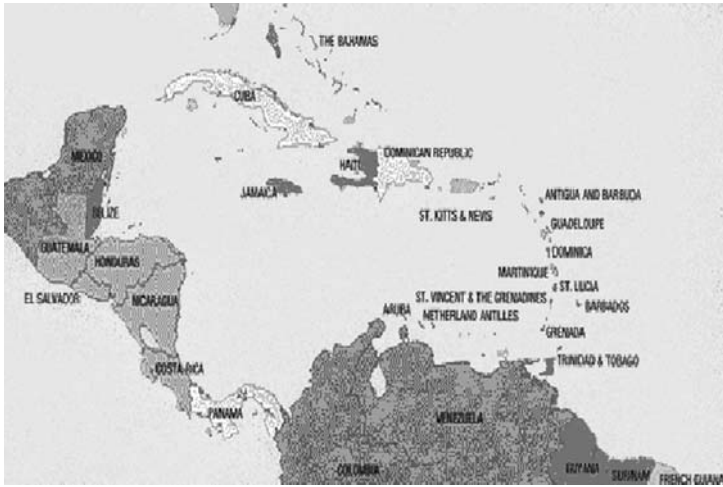 THE BAHAMAS
CUBA
MEXICO
HAITI
DOMINICAN REPUBLIC
JAMAICA
BELIZE
ANTIGUA AND BARBUDA
ST. KITTS & NEVIS
GUADELOUPE
GUATEMALA
HONDURAS
DOMINICA
MARTINIQUE
ST. LUCIA
EL SALVADOR
NICARAGUA
ST. VINCENT & THE GRENADINES
BARBADOS
ARUBA
NETHERLAND ANTILLES
GRENADA
COSTA RICA
TRINIDAD & TOBAGO
PANAMA
VENEZUELA
COLOMBIA
GUYANA
SURINAM
FRENCH GUIANA